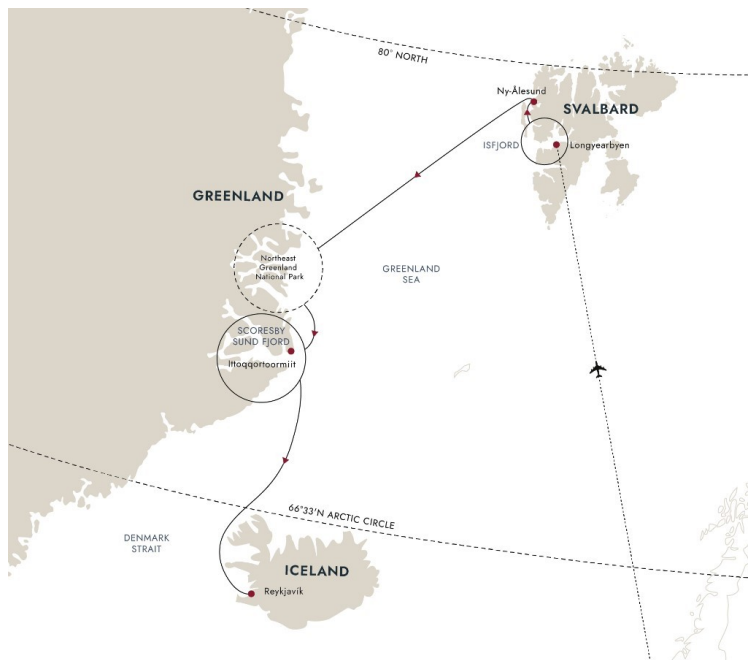 80° NORTH
Ny-Ålesund
SVALBARD
ISFJORD
Longyearbyen
GREENLAND
Northeast
Greenland
National Park
GREENLAND
SEA
SCORESBY
SUND FJORD
Ittoqqortoormiit
66°33'N ARCTIC CIRCLE
DENMARK
STRAIT
ICELAND
Reykjavík